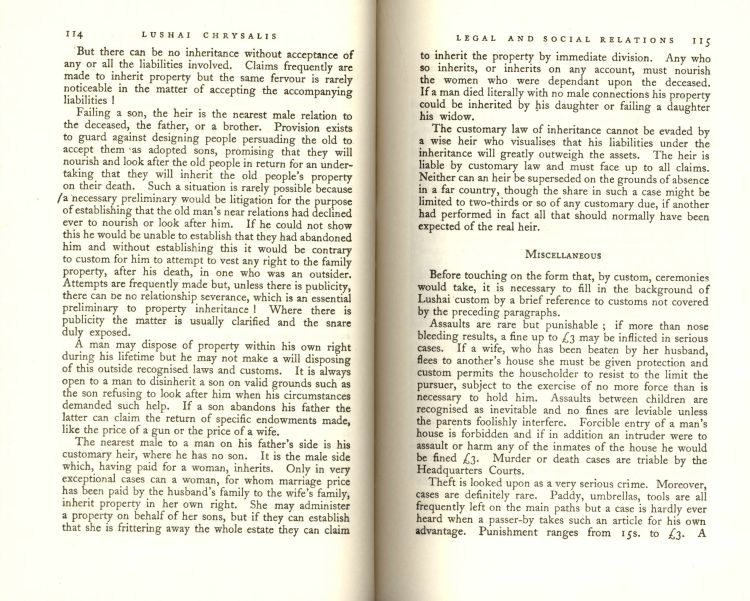 114 LUSHAI CHRYSALIS
But there can be no inheritance without acceptance of
any or all the liabilities involved. Claims frequently are
made to inherit property but the same fervour is rarely
noticeable in the matter of accepting the accompanying
liabilities !
Failing a son, the heir is the nearest male relation to
the deceased, the father, or a brother. Provision exists
to guard against designing people persuading the old to
accept them as adopted sons, promising that they will
nourish and look after the old people in return for an under-
taking that they will inherit the old people's property
on their death. Such a situation is rarely possible because
/a necessary preliminary would be litigation for the purpose
of establishing that the old man's near relations had declined
ever to nourish or look after him. If he could not show
this he would be unable to establish that they had abandoned
him and without establishing this it would be contrary
to custom for him to attempt to vest any right to the family
property, after his death, in one who was an outsider.
Attempts are frequently made but, unless there is publicity,
there can be no relationship severance, which is an essential
preliminary to property inheritance ! Where there is
publicity the matter is usually clarified and the snare
duly exposed.
A man may dispose of property within his own right
during his lifetime but he may not make a will disposing
of this outside recognised laws and customs. It is always
open to a man to disinherit a son on valid grounds such as
the son refusing to look after him when his circumstances
demanded such help. If a son abandons his father the
latter can claim the return of specific endowments made,
like the price of a gun or the price of a wife.
The nearest male to a man on his father's side is his
customary heir, where he has no son. It is the male side
which, having paid for a woman, inherits. Only in very
exceptional cases can a woman, for whom marriage price
has been paid by the husband's family to the wife's family,
inherit property in her own right. She may administer
a property on behalf of her sons, but if they can establish
that she is frittering away the whole estate they can claim
LEGAL AND SOCIAL RELATIONS 115
to inherit the property by immediate division. Any who
so inherits, or inherits on any account, must nourish
the women who were dependant upon the deceased.
If a man died literally with no male connections his property
could be inherited by his daughter or failing a daughter
his widow.
The customary law of inheritance cannot be evaded by
a wise heir who visualises that his liabilities under the
inheritance will greatly outweigh the assets. The heir is
liable by customary law and must face up to all claims.
Neither can an heir be superseded on the grounds of absence
in a far country, though the share in such a case might be
limited to two-thirds or so of any customary due, if another
had performed in fact all that should normally have been
expected of the real heir.
MISCELLANEOUS
Before touching on the form that, by custom, ceremonies
would take, it is necessary to fill in the background of
Lushai custom by a brief reference to customs not covered
by the preceding paragraphs.
Assaults are rare but punishable ; if more than nose
bleeding results, a fine up to £3 may be inflicted in serious
cases. If a wife, who has been beaten by her husband,
flees to another's house she must be given protection and
custom permits the householder to resist to the limit the
pursuer, subject to the exercise of no more force than is
necessary to hold him. Assaults between children are
recognised as inevitable and no fines are leviable unless
the parents foolishly interfere. Forcible entry of a man's
house is forbidden and if in addition an intruder were to
assault or harm any of the inmates of the house he would
be fined £3. Murder or death cases are triable by the
Headquarters Courts.
Theft is looked upon as a very serious crime. Moreover,
cases are definitely rare. Paddy, umbrellas, tools are all
frequently left on the main paths but a case is hardly ever
heard when a passer-by takes such an article for his own
advantage. Punishment ranges from 15s. to £3. A